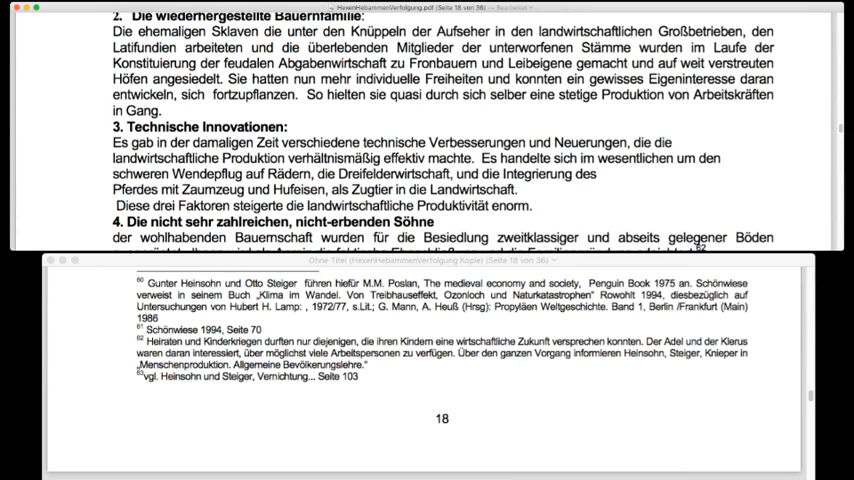 HexenHebammenVerfolgung.pdf (Seite 18 von 36) — Bearbeitet
2. Die wiederhergestellte Bauernfamilie:
Die ehemaligen Sklaven die unter den Knüppeln der Aufseher in den landwirtschaftlichen Großbetrieben, den
Latifundien arbeiteten und die überlebenden Mitglieder der unterworfenen Stämme wurden im Laufe der
Konstituierung der feudalen Abgabenwirtschaft zu Fronbauern und Leibeigene gemacht und auf weit verstreuten
Höfen angesiedelt. Sie hatten nun mehr individuelle Freiheiten und konnten ein gewisses Eigeninteresse daran
entwickeln, sich fortzupflanzen. So hielten sie quasi durch sich selber eine stetige Produktion von Arbeitskräften
in Gang.
3. Technische Innovationen:
Es gab in der damaligen Zeit verschiedene technische Verbesserungen und Neuerungen, die die
landwirtschaftliche Produktion verhältnismäßig effektiv machte. Es handelte sich im wesentlichen um den
schweren Wendepflug auf Rädern, die Dreifelderwirtschaft, und die Integrierung des
Pferdes mit Zaumzeug und Hufeisen, als Zugtier in die Landwirtschaft.
Diese drei Faktoren steigerte die landwirtschaftliche Produktivität enorm.
4. Die nicht sehr zahlreichen, nicht-erbenden Söhne
der wohlhabenden Bauernschaft wurden für die Besiedlung zweitklassiger und abseits gelegener Böden
62
Ohne Titel (HexenHebammenVerfolgung Kopie) (Seite 18 von 36)
60 Gunter Heinsohn und Otto Steiger führen hiefür M.M. Poslan, The medieval economy and society, Penguin Book 1975 an. Schönwiese
verweist in seinem Buch „Klima im Wandel. Von Treibhauseffekt, Ozonloch und Naturkatastrophen" Rowohlt 1994, diesbezüglich auf
Untersuchungen von Hubert H. Lamp: , 1972/77, s.Lit.; G. Mann, A. Heuß (Hrsg): Propyläen Weltgeschichte. Band 1, Berlin /Frankfurt (Main)
1986
61 Schönwiese 1994, Seite 70
62 Heiraten und Kinderkriegen durften nur diejenigen, die ihren Kindern eine wirtschaftliche Zukunft versprechen konnten. Der Adel und der Klerus
waren daran interessiert, über möglichst viele Arbeitspersonen zu verfügen. Über den ganzen Vorgang informieren Heinsohn, Steiger, Knieper in
„Menschenproduktion. Allgemeine Bevölkerungslehre."
63 vgl. Heinsohn und Steiger, Vernichtung... Seite 103
18